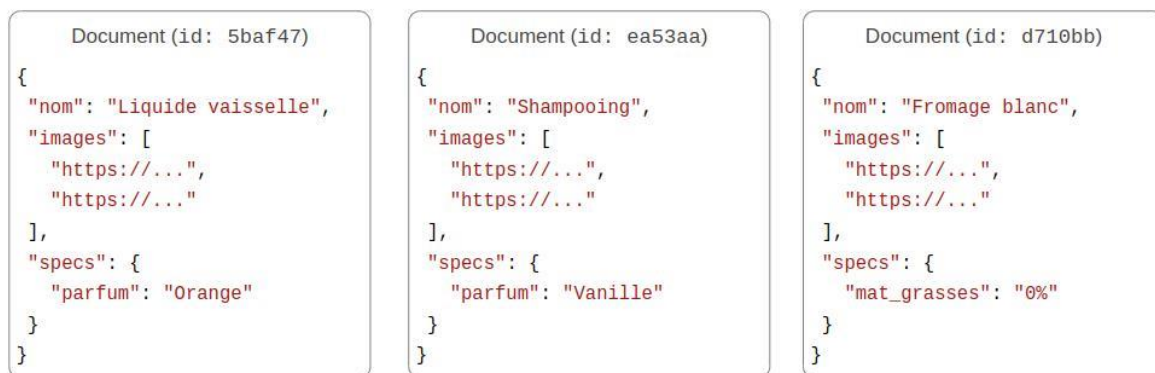 Document (id: 5baf47)
{
"nom": "Liquide vaisselle",
"images": [
"https://...",
"https://..."
],
"specs": {
"parfum": "Orange"
}
}
Document (id: ea53aa)
{
"nom": "Shampooing",
"images": [
"https://...",
"https://..."
],
"specs": {
"parfum": "Vanille"
}
}
Document (id: d710bb)
{
"nom": "Fromage blanc",
"images": [
"https://...",
"https://..."
],
"specs": {
"mat_grasses": "0%"
}
}